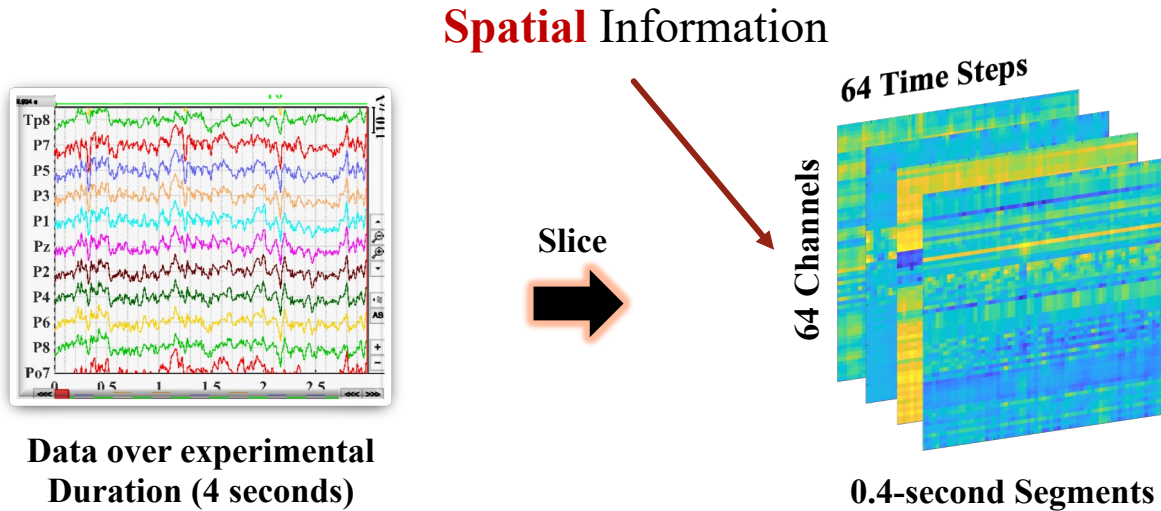 Spatial Information
64 Time Steps
64 Channels
Slice
Tp8
P7
P5
P3
P1
Pz
P2
P4
P6
P8
Po7
0 0.5 1 1.5 2 2.5
<<< <<< >>>
AS
+
Data over experimental
Duration (4 seconds)
0.4-second Segments